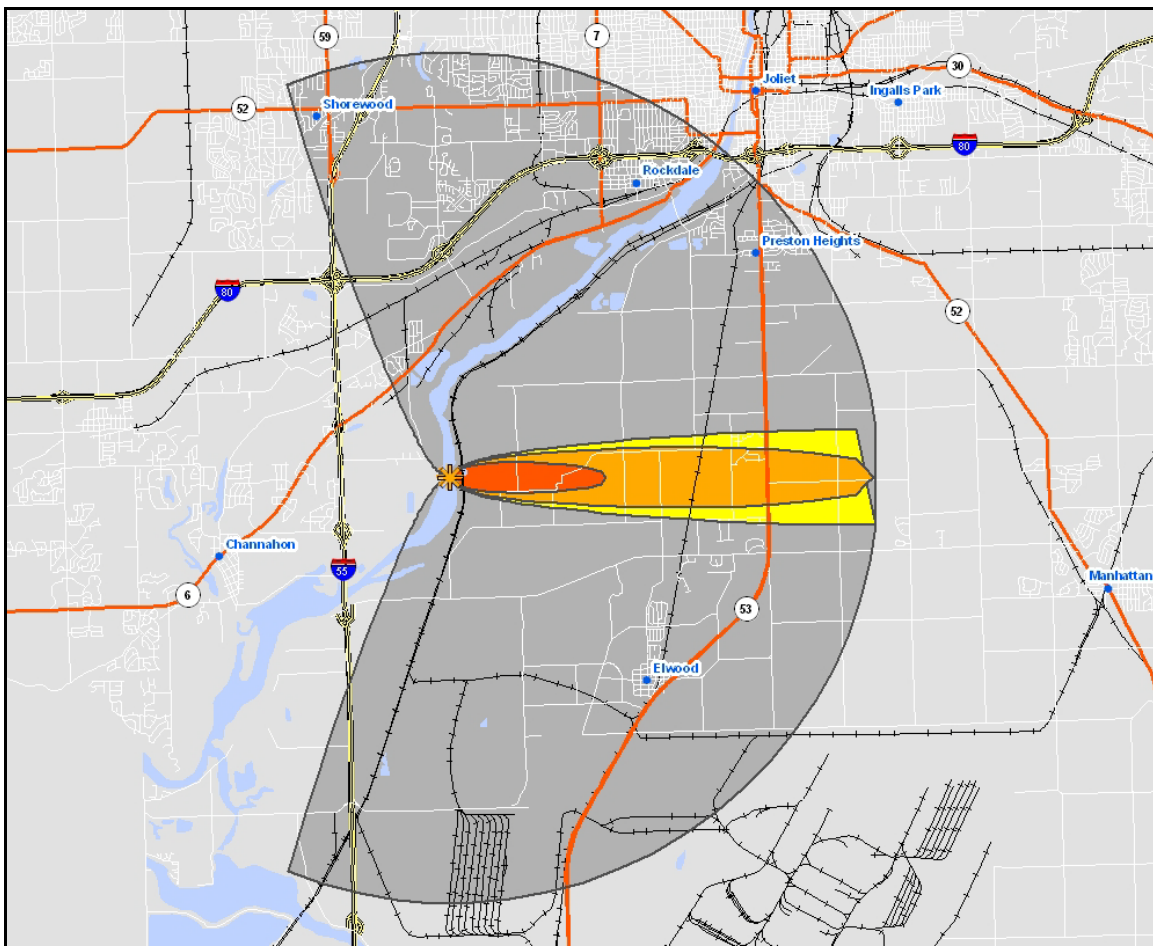 59
7
30
Joliet
Ingalls Park
52
Shorewood
80
Rockdale
Preston Heights
80
52
Channahon
55
Manhattan
6
53
Elwood